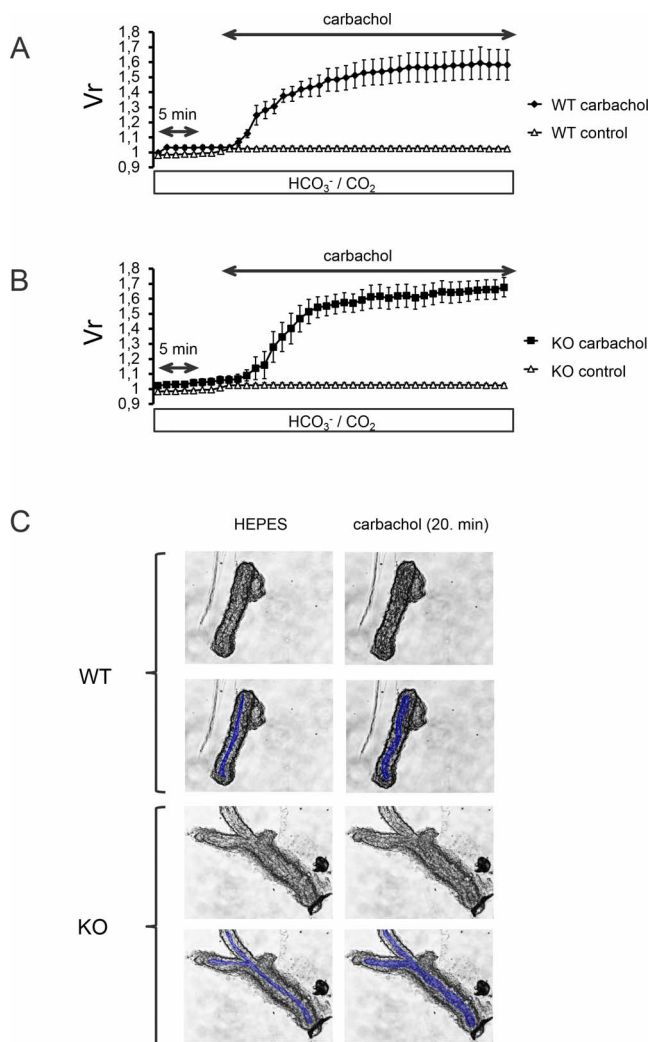 A
carbachol
Vr
1,8
1,7
1,6
1,5
1,4
1,3
1,2
1,1
1
0,9
5 min
WT carbachol
WT control
HCO₃⁻ / CO₂
B
carbachol
Vr
1,8
1,7
1,6
1,5
1,4
1,3
1,2
1,1
1
0,9
5 min
KO carbachol
KO control
HCO₃⁻ / CO₂
C
HEPES
carbachol (20. min)
WT
KO